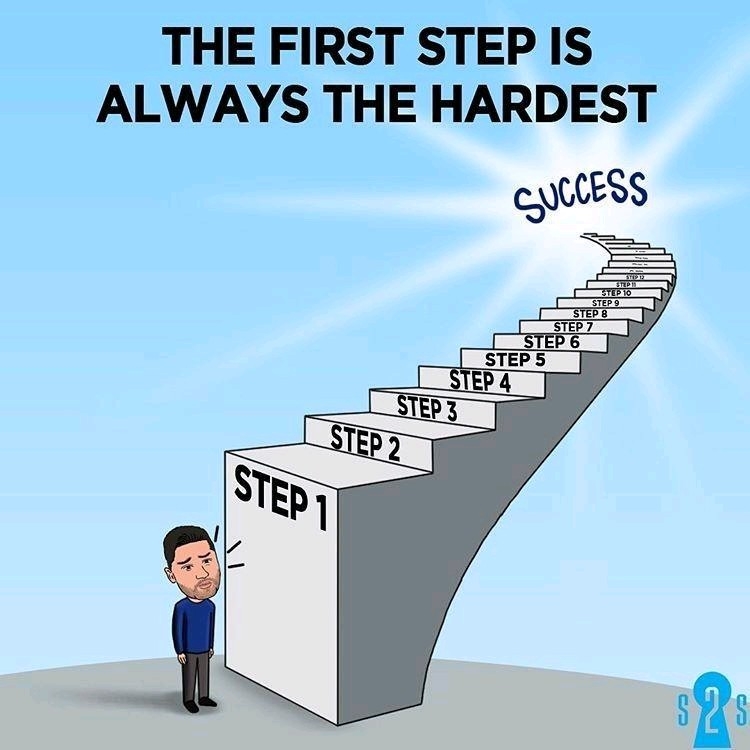 THE FIRST STEP IS
ALWAYS THE HARDEST
SUCCESS
STEP 12
STEP 11
STEP 10
STEP 9
STEP 8
STEP 7
STEP 6
STEP 5
STEP 4
STEP 3
STEP 2
STEP 1
S 2 S